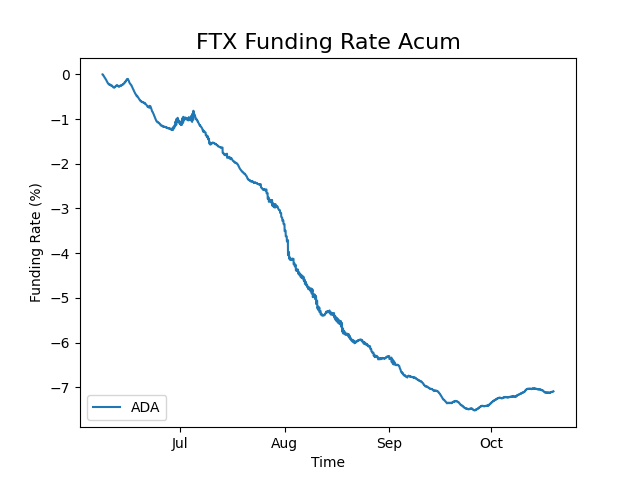 FTX Funding Rate Acum
Funding Rate (%)
0
−1
−2
−3
−4
−5
−6
−7
ADA
Jul
Aug
Sep
Oct
Time